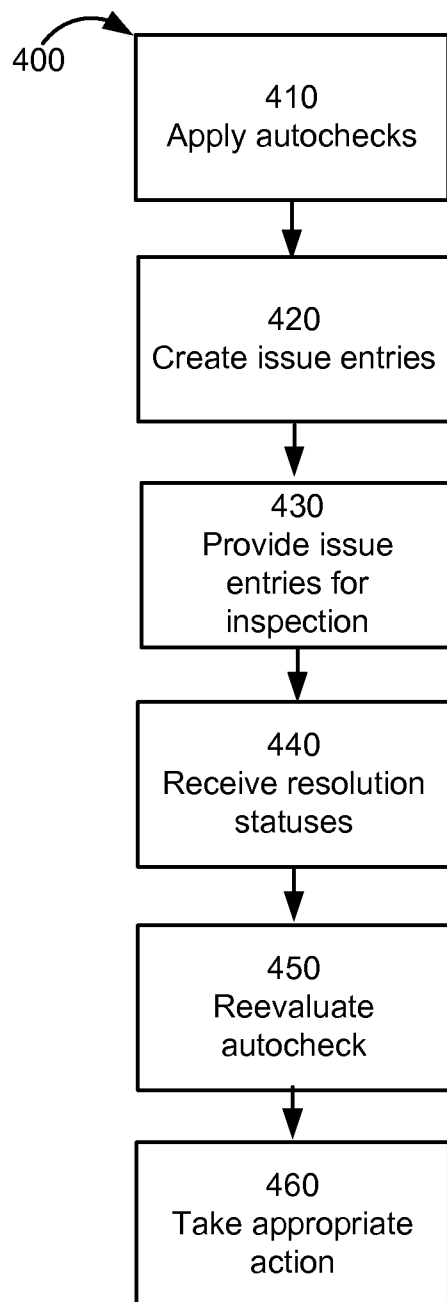 400
410
Apply autochecks
420
Create issue entries
430
Provide issue
entries for
inspection
440
Receive resolution
statuses
450
Reevaluate
autocheck
460
Take appropriate
action